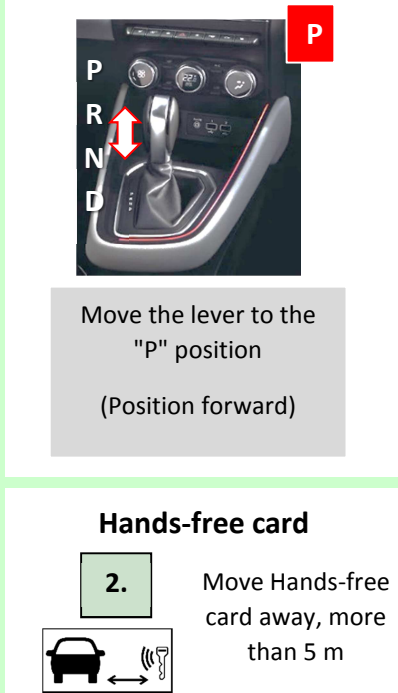 P
P
R
N
D
Move the lever to the
"P" position
(Position forward)
Hands-free card
2.
Move Hands-free
card away, more
than 5 m